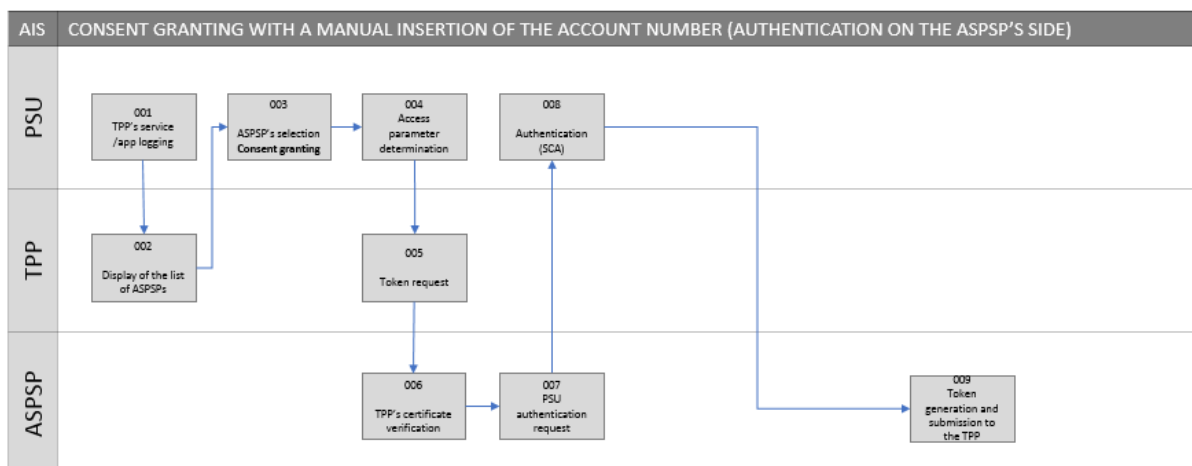 AIS
CONSENT GRANTING WITH A MANUAL INSERTION OF THE ACCOUNT NUMBER (AUTHENTICATION ON THE ASPSP'S SIDE)
PSU
001
TPP's service
/app logging
003
ASPSP's selection
Consent granting
004
Access
parameter
determination
008
Authentication
(SCA)
TPP
002
Display of the list
of ASPSPs
005
Token request
ASPSP
006
TPP's certificate
verification
007
PSU
authentication
request
009
Token
generation and
submission to
the TPP